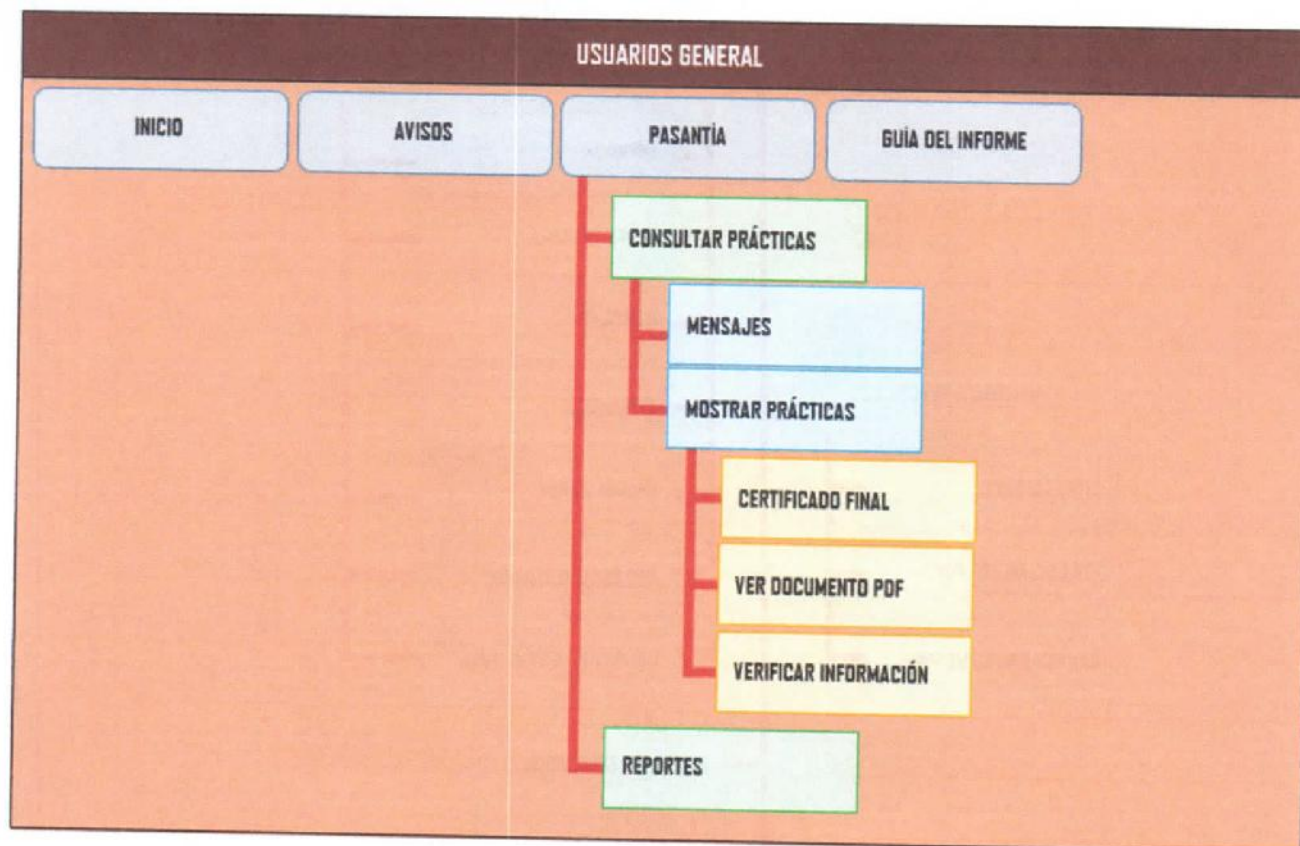 USUARIOS GENERAL
INICIO
AVISOS
PASANTÍA
GUÍA DEL INFORME
CONSULTAR PRÁCTICAS
MENSAJES
MOSTRAR PRÁCTICAS
CERTIFICADO FINAL
VER DOCUMENTO PDF
VERIFICAR INFORMACIÓN
REPORTES